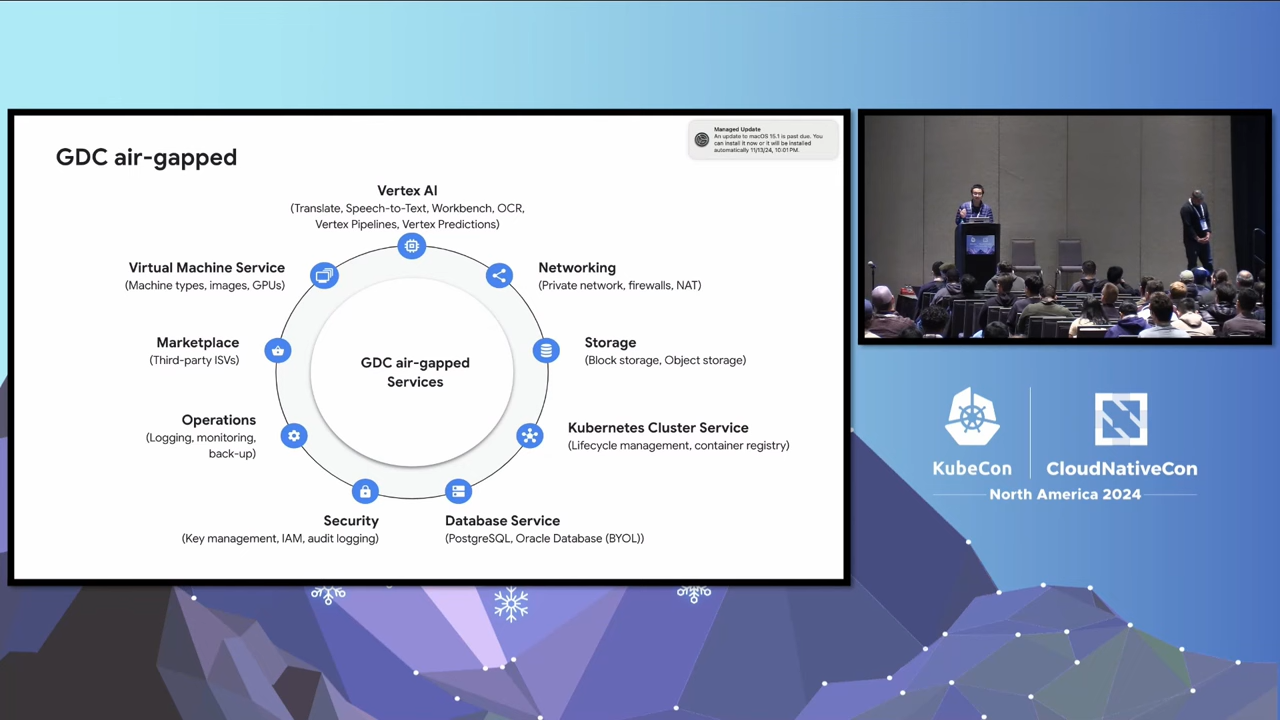 GDC air-gapped
Managed Update
An update to macOS 15.1 is past due. You
can install it now or it will be installed
automatically 11/13/24, 10:01 PM.
Vertex AI
(Translate, Speech-to-Text, Workbench, OCR,
Vertex Pipelines, Vertex Predictions)
Virtual Machine Service
(Machine types, images, GPUs)
Networking
(Private network, firewalls, NAT)
Marketplace
(Third-party ISVs)
Storage
(Block storage, Object storage)
GDC air-gapped
Services
Operations
(Logging, monitoring,
back-up)
Kubernetes Cluster Service
(Lifecycle management, container registry)
Security
(Key management, IAM, audit logging)
Database Service
(PostgreSQL, Oracle Database (BYOL))
KubeCon
CloudNativeCon
North America 2024